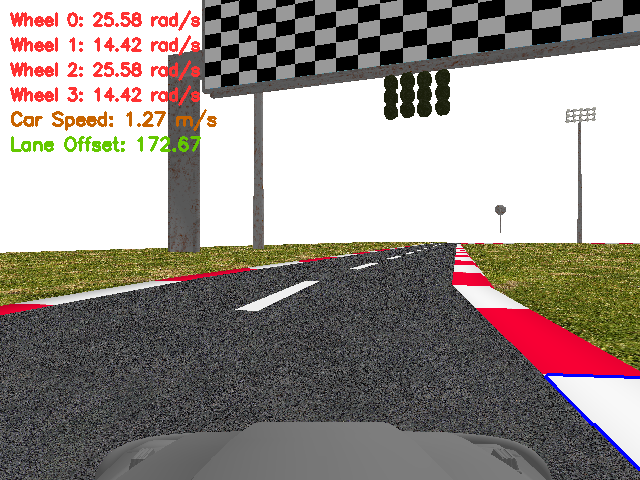 Wheel 0: 25.58 rad/s
Wheel 1: 14.42 rad/s
Wheel 2: 25.58 rad/s
Wheel 3: 14.42 rad/s
Car Speed: 1.27 m/s
Lane Offset: 172.67